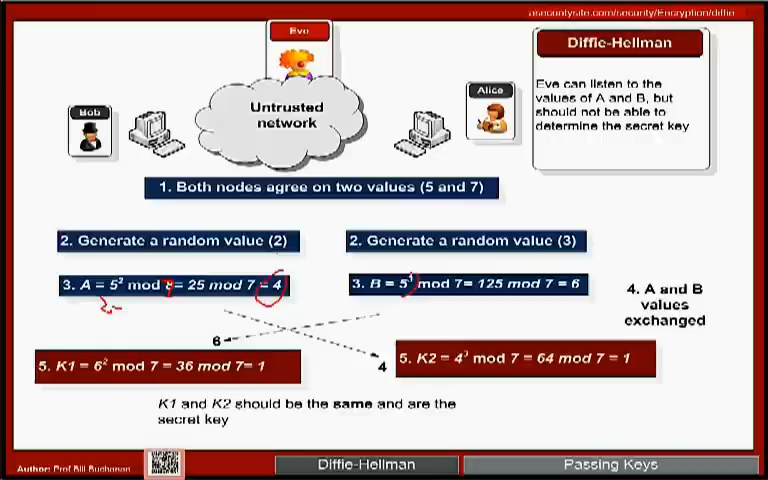 asecuritysite.com/security/Encryption/diffie
Eve
Diffie-Hellman
Eve can listen to the
values of A and B, but
should not be able to
determine the secret key
Bob
Untrusted
network
Alice
1. Both nodes agree on two values (5 and 7)
2. Generate a random value (2)
2. Generate a random value (3)
3. A = 5² mod = 25 mod 7 = 4
3. B = 5 mod 7= 125 mod 7 = 6
4. A and B
values
exchanged
6
4
5. K1 = 6² mod 7 = 36 mod 7= 1
5. K2 = 4³ mod 7 = 64 mod 7 = 1
K1 and K2 should be the same and are the
secret key
Author: Prof Bill Buchanan
Diffie-Hellman
Passing Keys